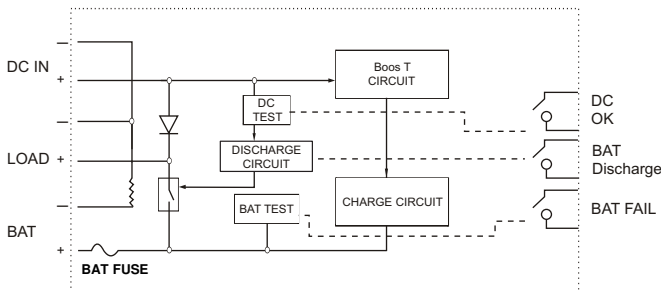 DC IN
LOAD
BAT
BAT FUSE
Boos T
CIRCUIT
DC
TEST
DISCHARGE
CIRCUIT
BAT TEST
CHARGE CIRCUIT
DC
OK
BAT
Discharge
BAT FAIL